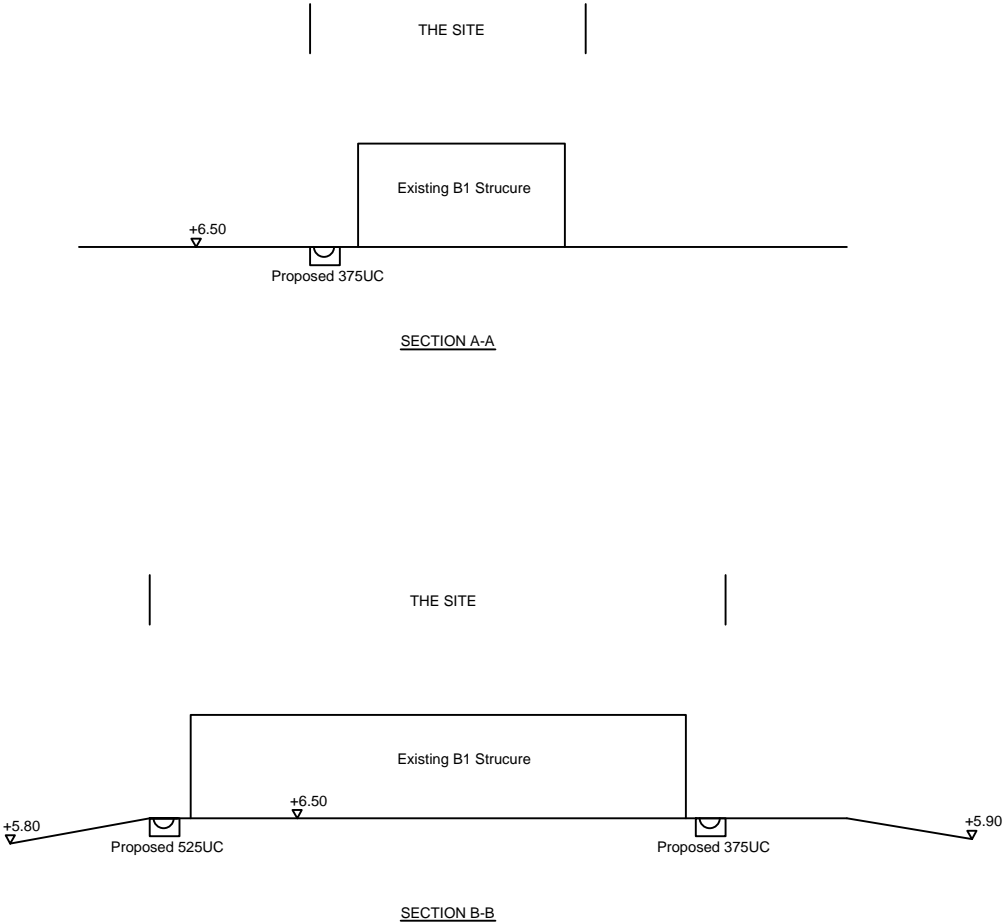 THE SITE
Existing B1 Strucure
+6.50
Proposed 375UC
SECTION A-A
THE SITE
Existing B1 Strucure
+6.50
+5.80
+5.90
Proposed 525UC
Proposed 375UC
SECTION B-B